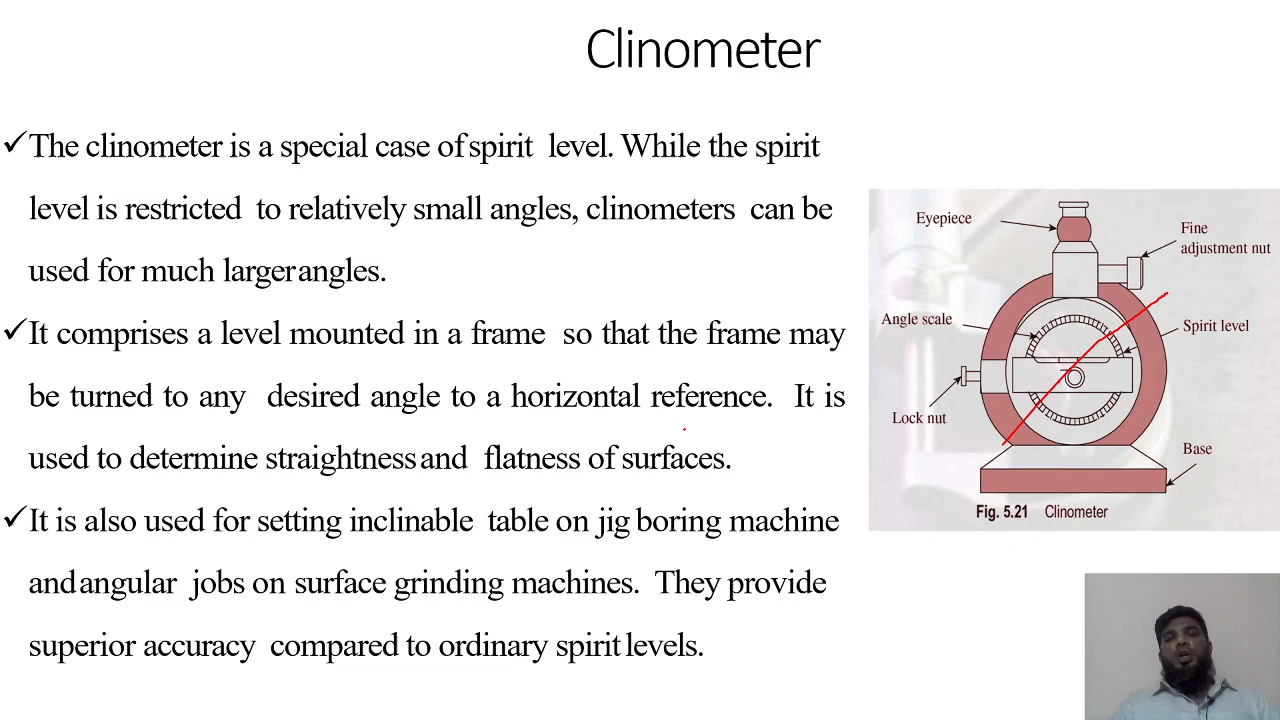 Clinometer
✓The clinometer is a special case of spirit level. While the spirit
level is restricted to relatively small angles, clinometers can be
used for much larger angles.
✓It comprises a level mounted in a frame so that the frame may
be turned to any desired angle to a horizontal reference. It is
used to determine straightness and flatness of surfaces.
✓It is also used for setting inclinable table on jig boring machine
and angular jobs on surface grinding machines. They provide
superior accuracy compared to ordinary spirit levels.
Eyepiece
Fine
adjustment nut
Angle scale
Spirit level
Lock nut
Base
Fig. 5.21 Clinometer